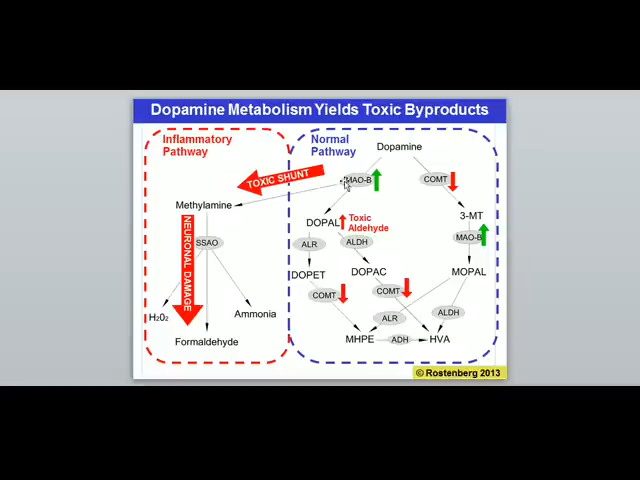 Dopamine Metabolism Yields Toxic Byproducts
Inflammatory
Pathway
Normal
Pathway
Dopamine
TOXIC SHUNT
MAO-B
COMT
Methylamine
3-MT
DOPAL
Toxic
Aldehyde
NEURONAL DAMAGE
SSAO
ALR
ALDH
MAO-B
DOPET
DOPAC
MOPAL
COMT
COMT
H2O2
Ammonia
ALR
ALDH
Formaldehyde
MHPE
ADH
HVA
© Rostenberg 2013